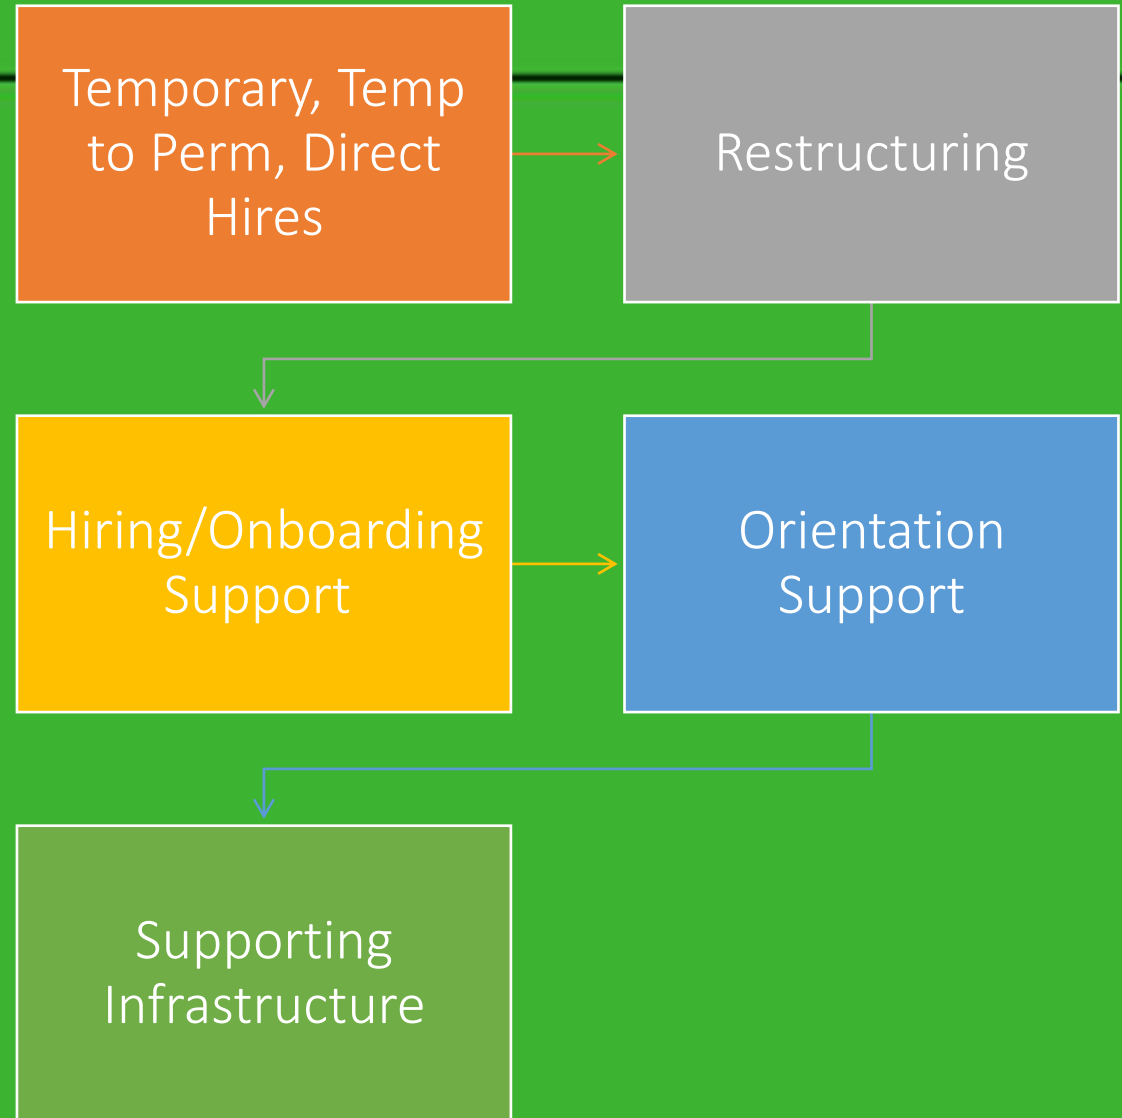 Temporary, Temp
to Perm, Direct
Hires
Restructuring
Hiring/Onboarding
Support
Orientation
Support
Supporting
Infrastructure